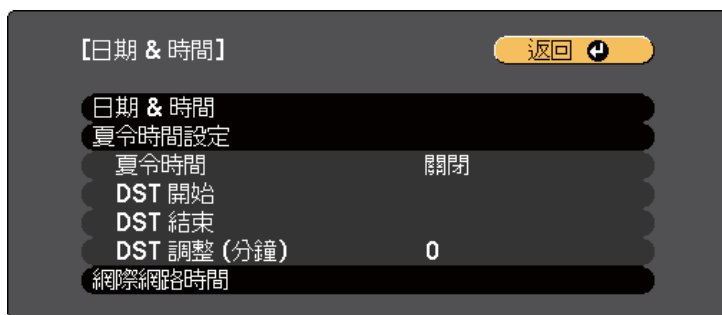 [日期 & 時間]
返回
日期 & 時間
夏令時間設定
夏令時間 關閉
DST 開始
DST 結束
DST 調整 (分鐘) 0
網際網路時間